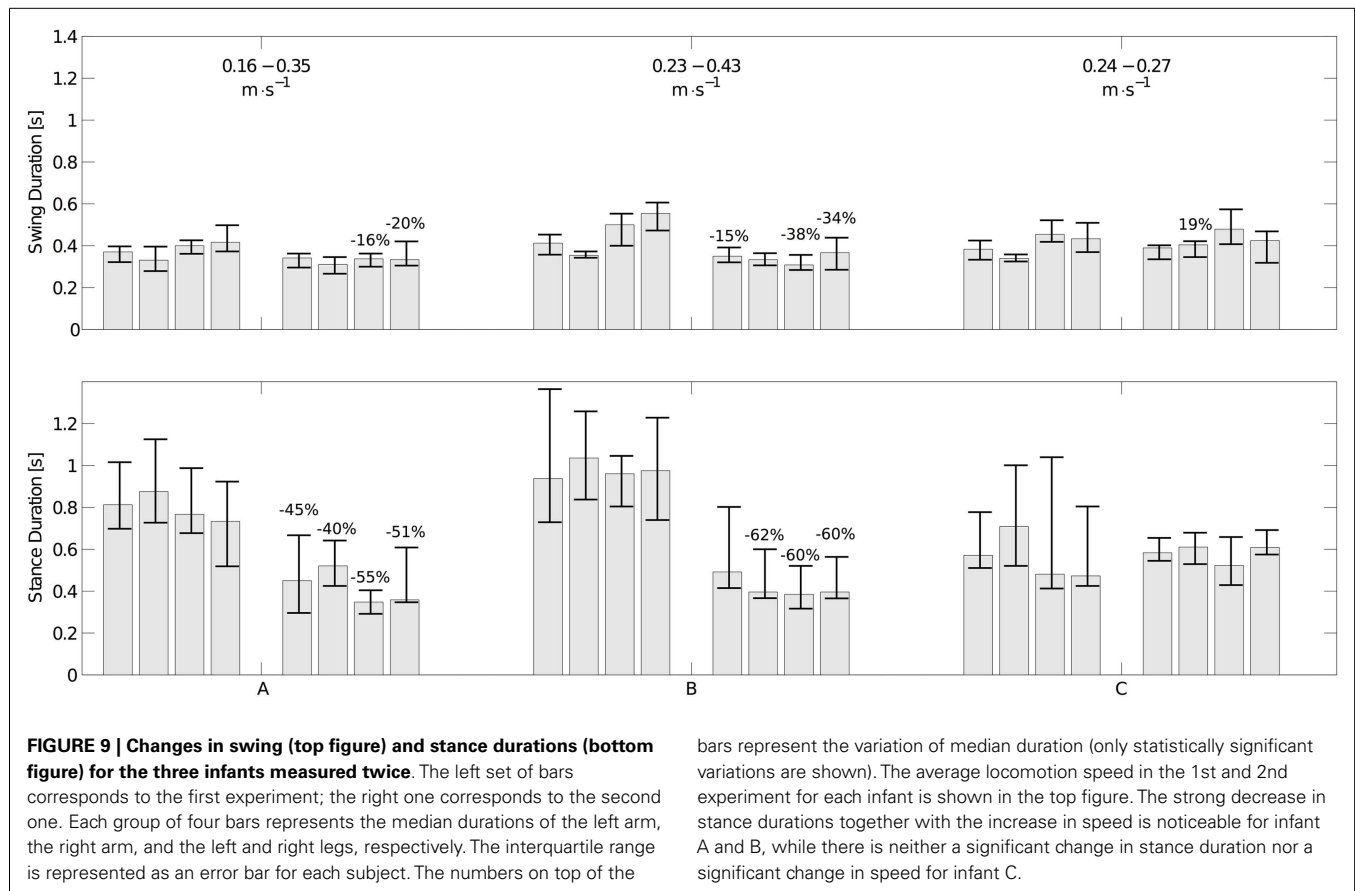 1.4
1.2
1
0.8
0.6
0.4
0.2
0
Swing Duration [s]
0.16 – 0.35
m·s⁻¹
0.23 – 0.43
m·s⁻¹
0.24 – 0.27
m·s⁻¹
-16%
-20%
-15%
-38%
-34%
19%
1.2
1
0.8
0.6
0.4
0.2
0
Stance Duration [s]
-45%
-40%
-55%
-51%
-62%
-60%
-60%
A
B
C
FIGURE 9 | Changes in swing (top figure) and stance durations (bottom
figure) for the three infants measured twice. The left set of bars
corresponds to the first experiment; the right one corresponds to the second
one. Each group of four bars represents the median durations of the left arm,
the right arm, and the left and right legs, respectively. The interquartile range
is represented as an error bar for each subject. The numbers on top of the
bars represent the variation of median duration (only statistically significant
variations are shown). The average locomotion speed in the 1st and 2nd
experiment for each infant is shown in the top figure. The strong decrease in
stance durations together with the increase in speed is noticeable for infant
A and B, while there is neither a significant change in stance duration nor a
significant change in speed for infant C.